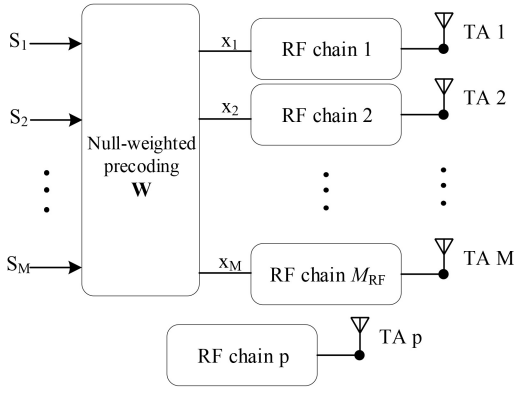 S1 x1 RF chain 1 TA 1
S2 x2 RF chain 2 TA 2
Null-weighted
precoding
W
SM xM RF chain MRF TA M
RF chain p TA p